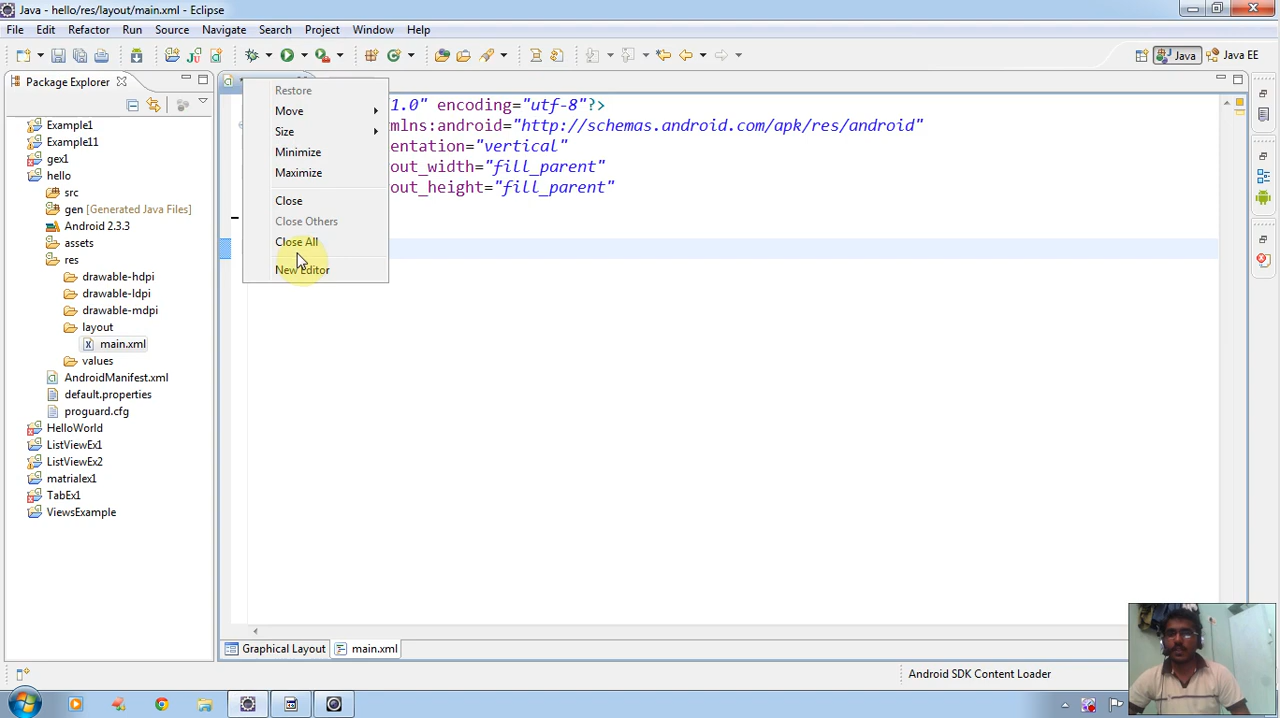 Java - hello/res/layout/main.xml - Eclipse
File Edit Refactor Run Source Navigate Search Project Window Help
Java Java EE
Package Explorer
Example1
Example11
gex1
hello
src
gen [Generated Java Files]
Android 2.3.3
assets
res
drawable-hdpi
drawable-ldpi
drawable-mdpi
layout
main.xml
values
AndroidManifest.xml
default.properties
proguard.cfg
HelloWorld
ListViewEx1
ListViewEx2
matrialex1
TabEx1
ViewsExample
Restore
Move
Size
Minimize
Maximize
Close
Close Others
Close All
New Editor
1.0" encoding="utf-8"?>
mlns:android="http://schemas.android.com/apk/res/android"
entation="vertical"
out_width="fill_parent"
out_height="fill_parent"
Graphical Layout main.xml
Android SDK Content Loader